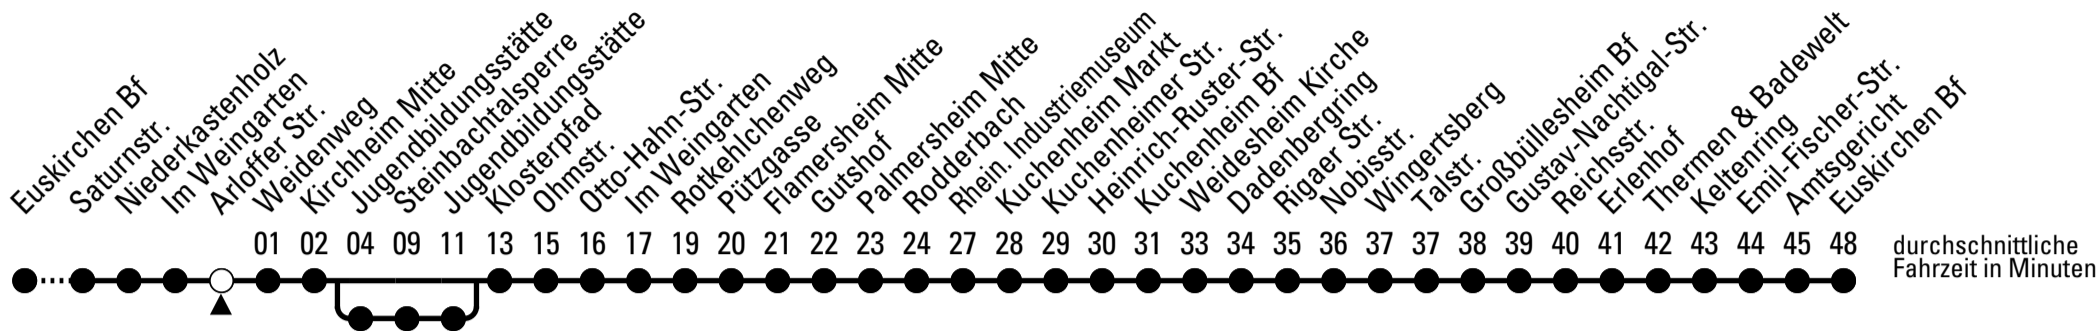 Euskirchen Bf
Saturnstr.
Niederkastenholz
Im Weingarten
Arloffer Str.
Weidenweg
Kirchheim Mitte
Jugendbildungsstätte
Steinbachtalsperre
Jugendbildungsstätte
Klosterpfad
Ohmstr.
Otto-Hahn-Str.
Im Weingarten
Rotkehlchenweg
Pützgasse
Flamersheim Mitte
Gutshof
Palmersheim Mitte
Rodderbach
Rhein. Industriemuseum
Kuchenheim Markt
Kuchenheimer Str.
Heinrich-Ruster-Str.
Kuchenheim Bf
Weidesheim Kirche
Dadenbergring
Rigaer Str.
Nobisstr.
Wingertsberg
Talstr.
Großbüllesheim Bf
Gustav-Nachtigal-Str.
Reichsstr.
Erlenhof
Thermen & Badewelt
Keltenring
Emil-Fischer-Str.
Amtsgericht
Euskirchen Bf
01 02 04 09 11 13 15 16 17 19 20 21 22 23 24 27 28 29 30 31 33 34 35 36 37 37 38 39 40 41 42 43 44 45 48
durchschnittliche
Fahrzeit in Minuten